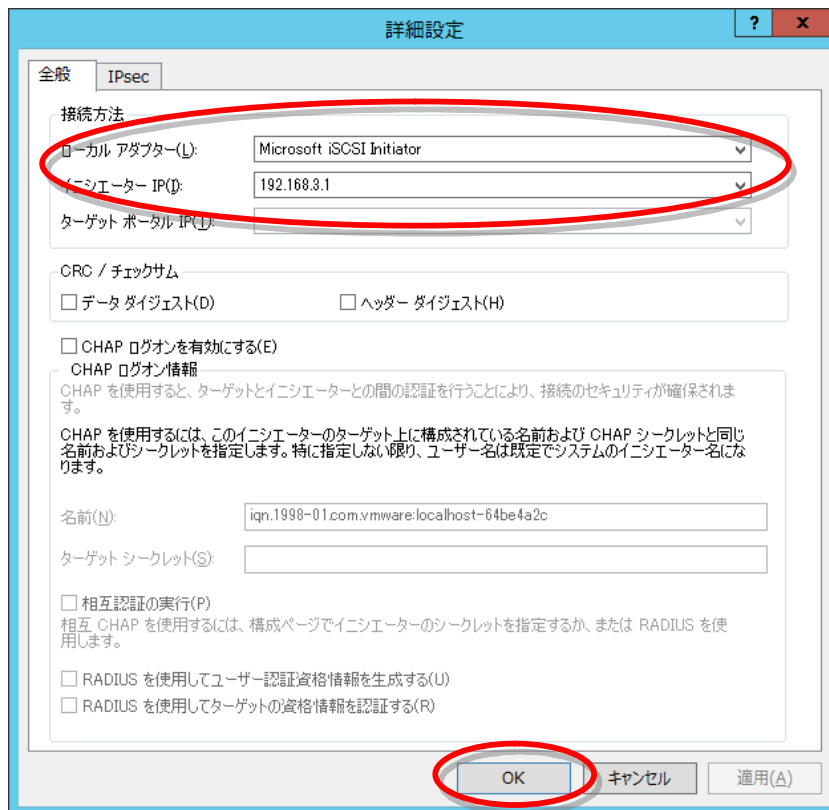 詳細設定
?
x
全般
IPsec
接続方法
ローカル アダプター(L):
Microsoft iSCSI Initiator
イニシエーター IP(I):
192.168.3.1
ターゲット ポータル IP(T):
CRC / チェックサム
データ ダイジェスト(D)
ヘッダー ダイジェスト(H)
CHAP ログオンを有効にする(E)
CHAP ログオン情報
CHAP を使用すると、ターゲットとイニシエーターとの間の認証を行うことにより、接続のセキュリティが確保されま
す。
CHAP を使用するには、このイニシエーターのターゲット上に構成されている名前および CHAP シークレットと同じ
名前およびシークレットを指定します。特に指定しない限り、ユーザー名は既定でシステムのイニシエーター名にな
ります。
名前(N):
iqn.1998-01.com.vmware:localhost-64be4a2c
ターゲット シークレット(S):
相互認証の実行(P)
相互 CHAP を使用するには、構成ページでイニシエーターのシークレットを指定するか、または RADIUS を使
用します。
RADIUS を使用してユーザー認証資格情報を生成する(U)
RADIUS を使用してターゲットの資格情報を認証する(R)
OK
キャンセル
適用(A)